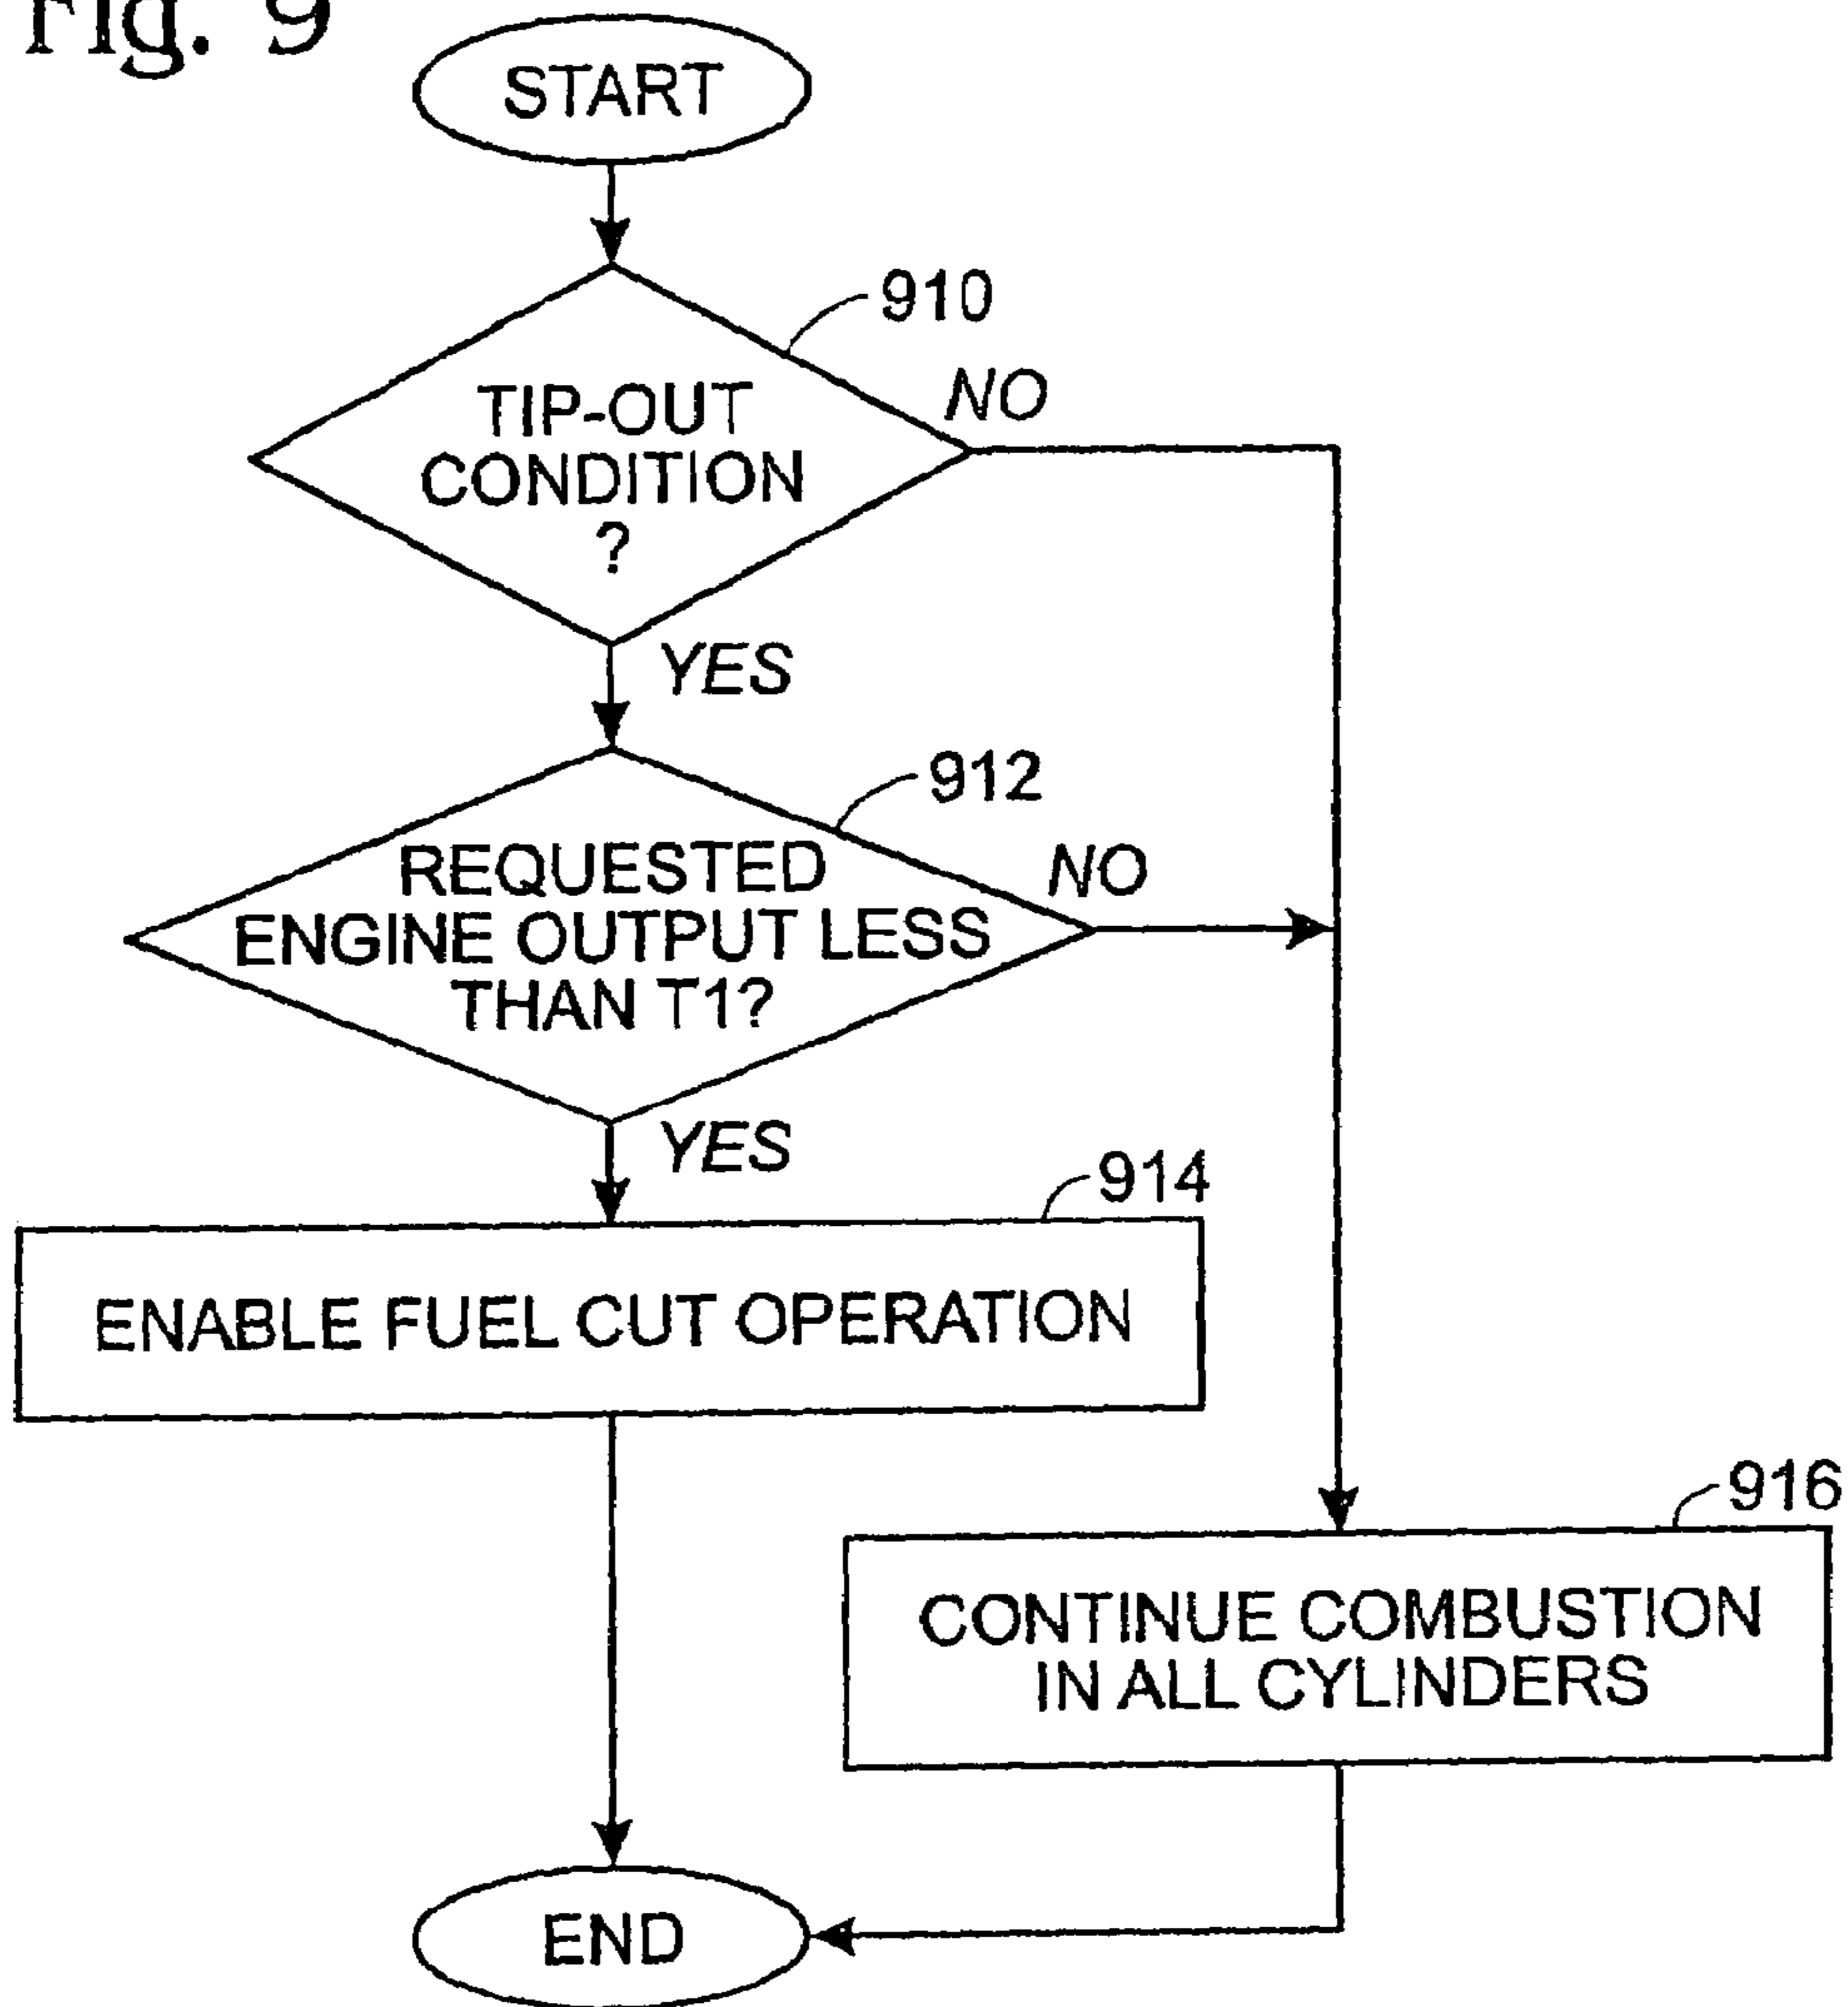 Fig. 9
START
910
NO
TIP-OUT
CONDITION
?
YES
912
NO
REQUESTED
ENGINE OUTPUT LESS
THAN T1?
YES
914
ENABLE FUEL CUT OPERATION
916
CONTINUE COMBUSTION
IN ALL CYLINDERS
END